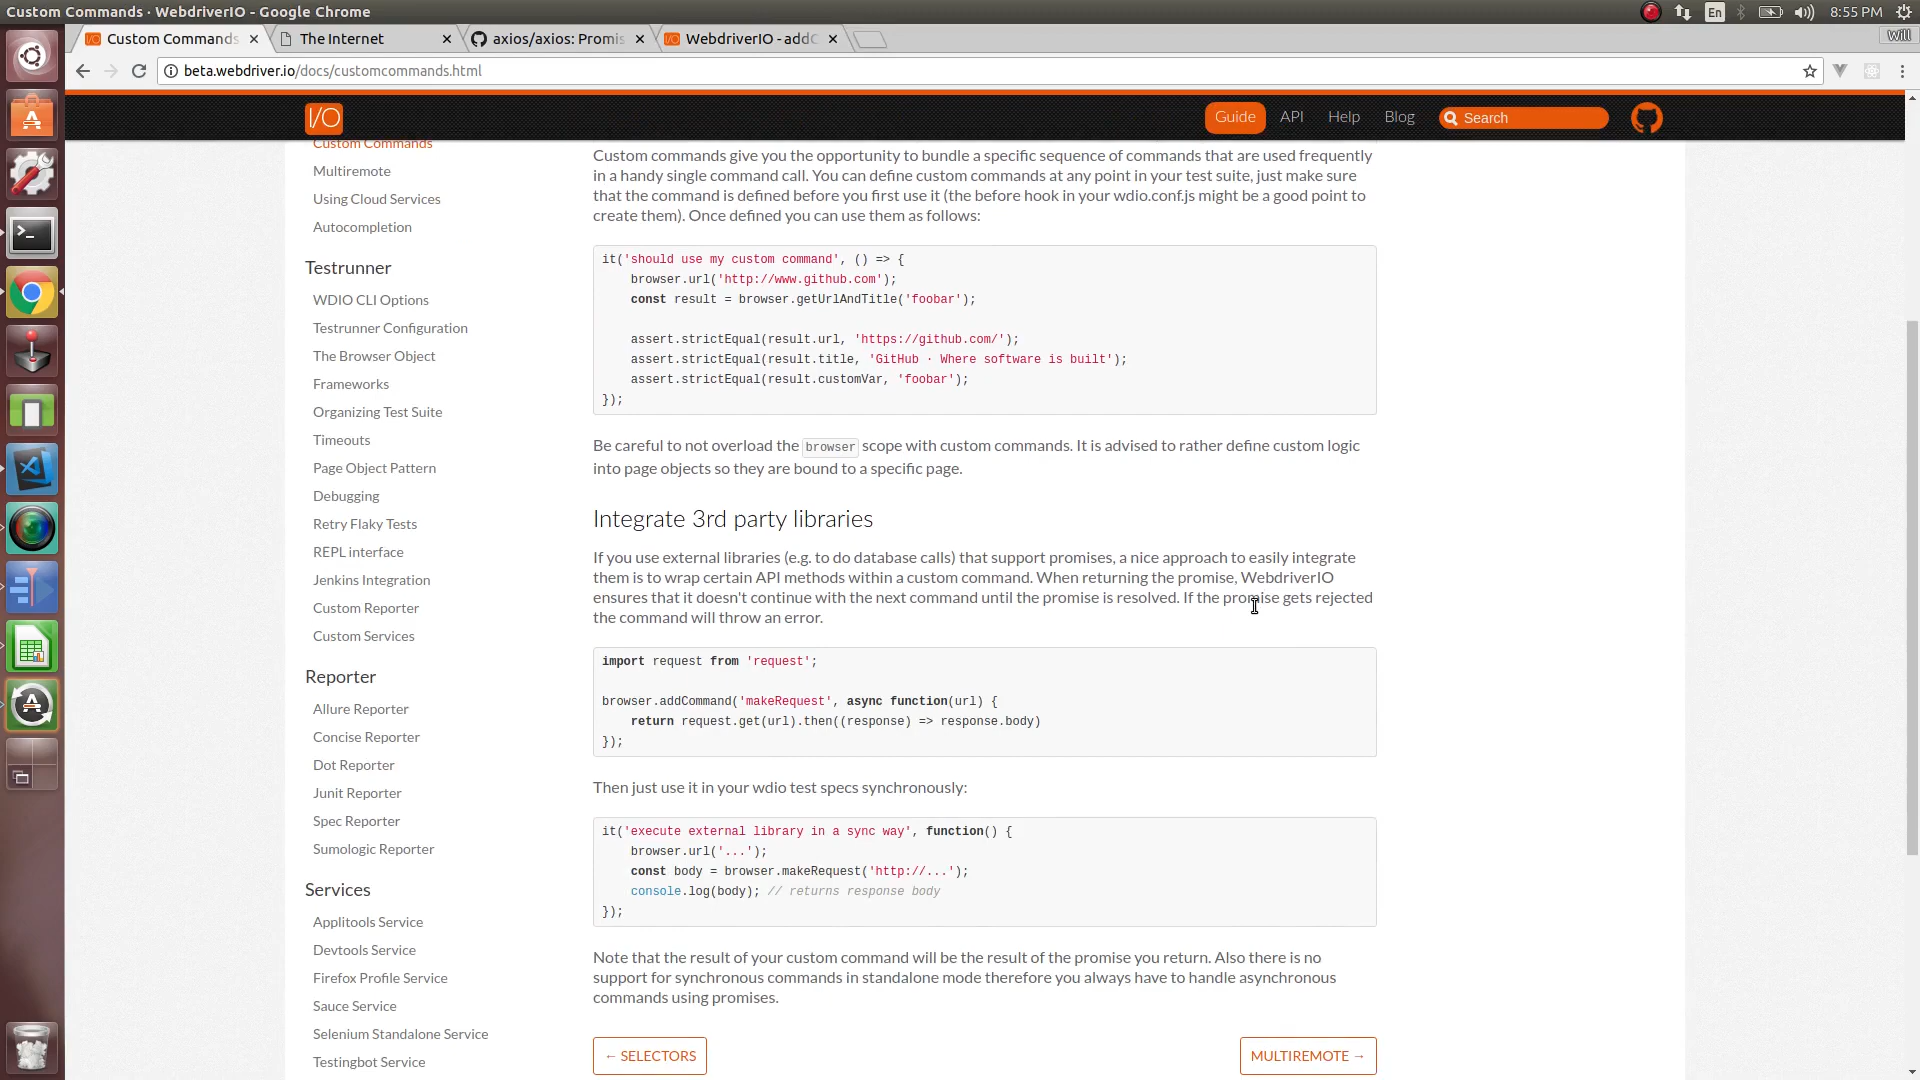 Custom Commands · WebdriverIO - Google Chrome
En
8:55 PM
Custom Commands
The Internet
axios/axios: Promis
WebdriverIO - addC
Will
beta.webdriver.io/docs/customcommands.html
I/O
Guide
API
Help
Blog
Search
Custom Commands
Multiremote
Using Cloud Services
Autocompletion
Testrunner
WDIO CLI Options
Testrunner Configuration
The Browser Object
Frameworks
Organizing Test Suite
Timeouts
Page Object Pattern
Debugging
Retry Flaky Tests
REPL interface
Jenkins Integration
Custom Reporter
Custom Services
Reporter
Allure Reporter
Concise Reporter
Dot Reporter
Junit Reporter
Spec Reporter
Sumologic Reporter
Services
Applitools Service
Devtools Service
Firefox Profile Service
Sauce Service
Selenium Standalone Service
Testingbot Service
Custom commands give you the opportunity to bundle a specific sequence of commands that are used frequently
in a handy single command call. You can define custom commands at any point in your test suite, just make sure
that the command is defined before you first use it (the before hook in your wdio.conf.js might be a good point to
create them). Once defined you can use them as follows:
it('should use my custom command', () => {
browser.url('http://www.github.com');
const result = browser.getUrlAndTitle('foobar');
assert.strictEqual(result.url, 'https://github.com/');
assert.strictEqual(result.title, 'GitHub · Where software is built');
assert.strictEqual(result.customVar, 'foobar');
});
Be careful to not overload the browser scope with custom commands. It is advised to rather define custom logic
into page objects so they are bound to a specific page.
Integrate 3rd party libraries
If you use external libraries (e.g. to do database calls) that support promises, a nice approach to easily integrate
them is to wrap certain API methods within a custom command. When returning the promise, WebdriverIO
ensures that it doesn't continue with the next command until the promise is resolved. If the promise gets rejected
the command will throw an error.
import request from 'request';
browser.addCommand('makeRequest', async function(url) {
return request.get(url).then((response) => response.body)
});
Then just use it in your wdio test specs synchronously:
it('execute external library in a sync way', function() {
browser.url('...');
const body = browser.makeRequest('http://...');
console.log(body); // returns response body
});
Note that the result of your custom command will be the result of the promise you return. Also there is no
support for synchronous commands in standalone mode therefore you always have to handle asynchronous
commands using promises.
← SELECTORS
MULTIREMOTE →